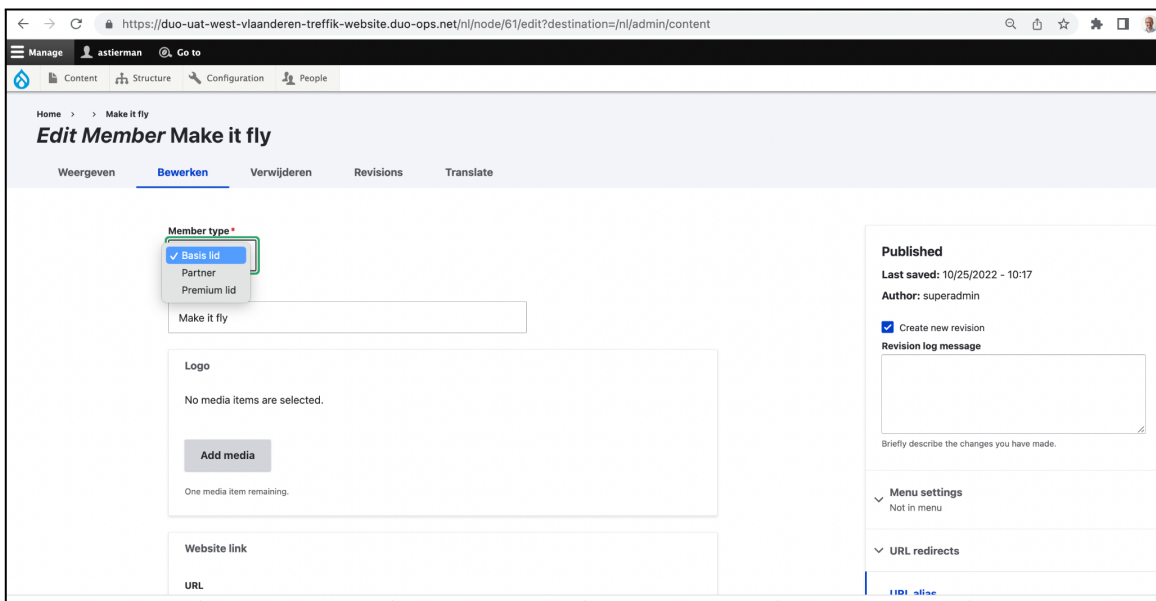 https://duo-uat-west-vlaanderen-treffik-website.duo-ops.net/nl/node/61/edit?destination=/nl/admin/content
Manage astierman Go to
Content Structure Configuration People
Home > > Make it fly
Edit Member Make it fly
Weergeven Bewerken Verwijderen Revisions Translate
Member type*
Basis lid
Partner
Premium lid
Make it fly
Logo
No media items are selected.
Add media
One media item remaining.
Website link
URL
Published
Last saved: 10/25/2022 - 10:17
Author: superadmin
Create new revision
Revision log message
Briefly describe the changes you have made.
Menu settings
Not in menu
URL redirects
URL alias